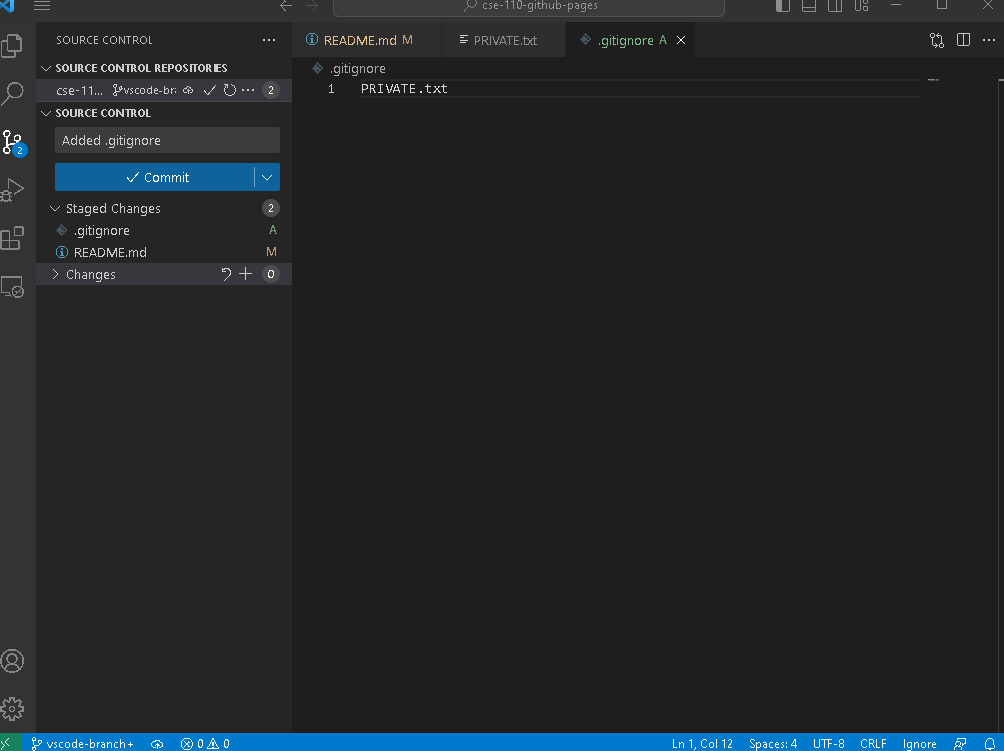 cse-110-github-pages
SOURCE CONTROL
README.md M
PRIVATE.txt
.gitignore A
SOURCE CONTROL REPOSITORIES
cse-11... vscode-br: 2
SOURCE CONTROL
Added .gitignore
Commit
Staged Changes 2
.gitignore A
README.md M
Changes 0
2
.gitignore
1 PRIVATE.txt
vscode-branch+ 0 0 Ln 1, Col 12 Spaces: 4 UTF-8 CRLF Ignore